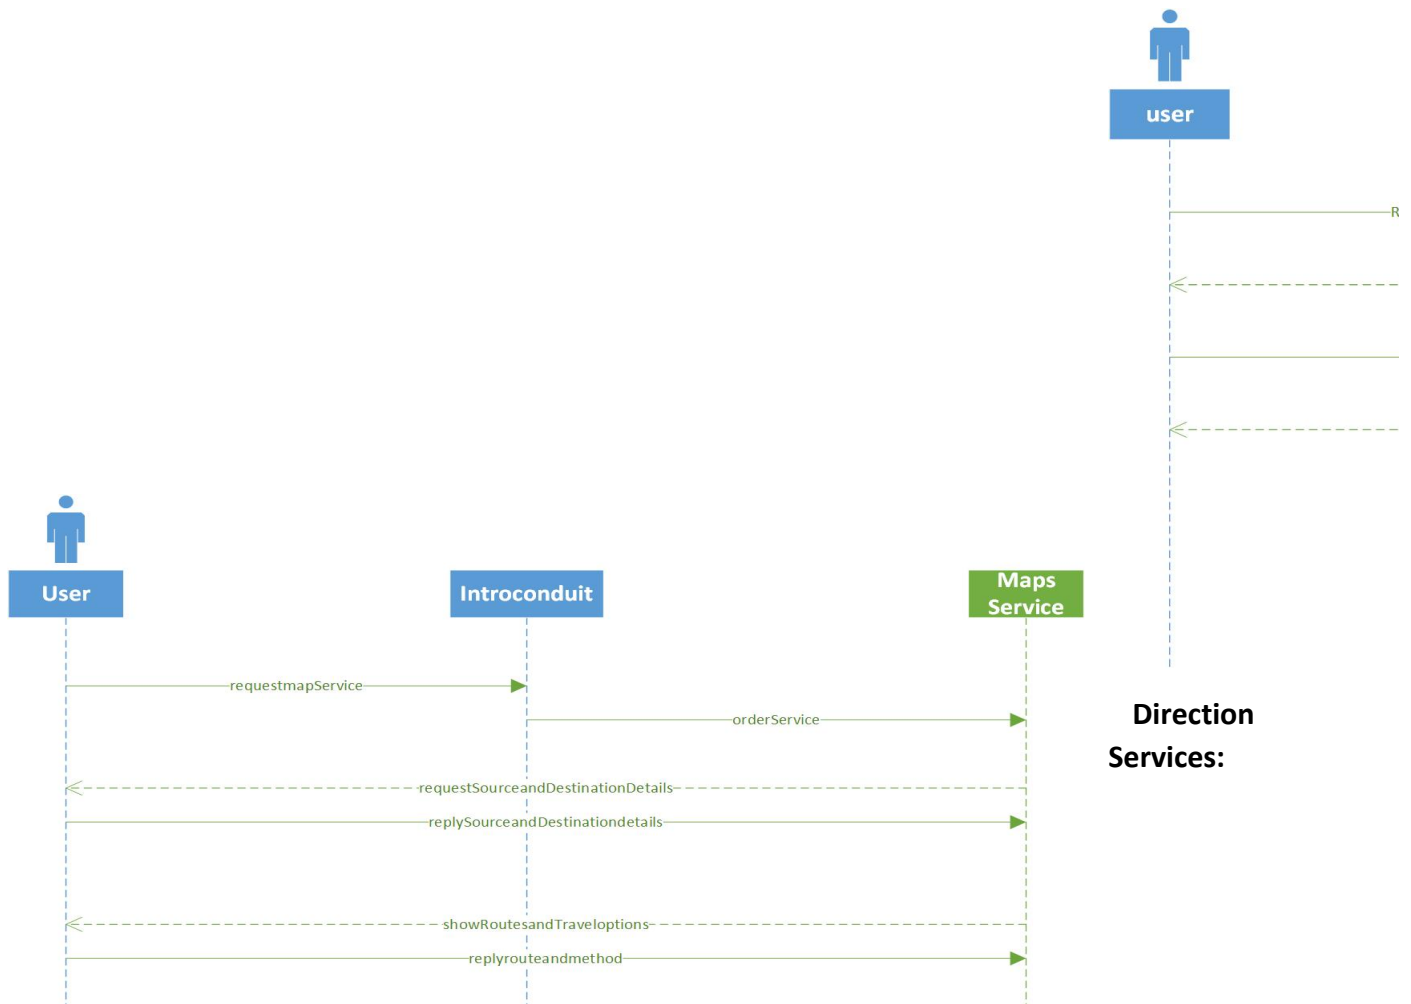 user
R
User
Introconduit
Maps
Service
requestmapService
orderService
Direction
Services:
requestSourceandDestinationDetails
replySourceandDestinationdetails
showRoutesandTraveloptions
replyrouteandmethod